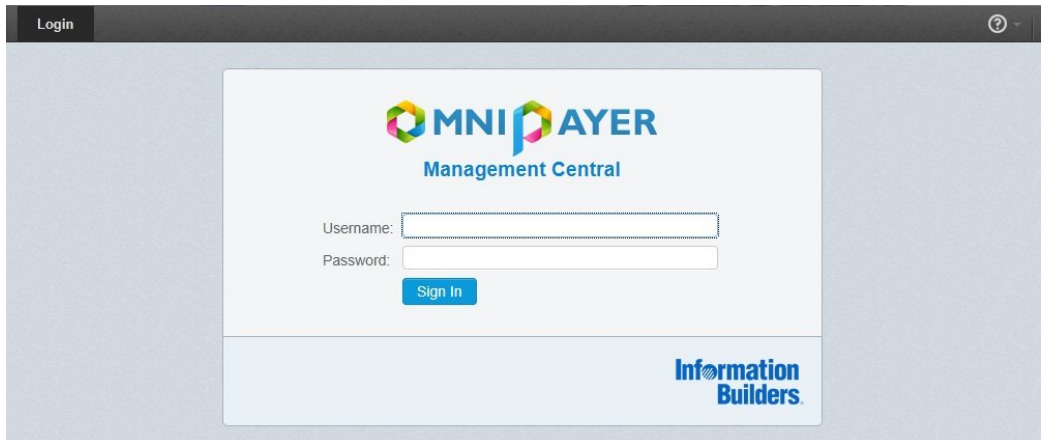 Login
OMNIPAYER
Management Central
Username:
Password:
Sign In
Information
Builders.